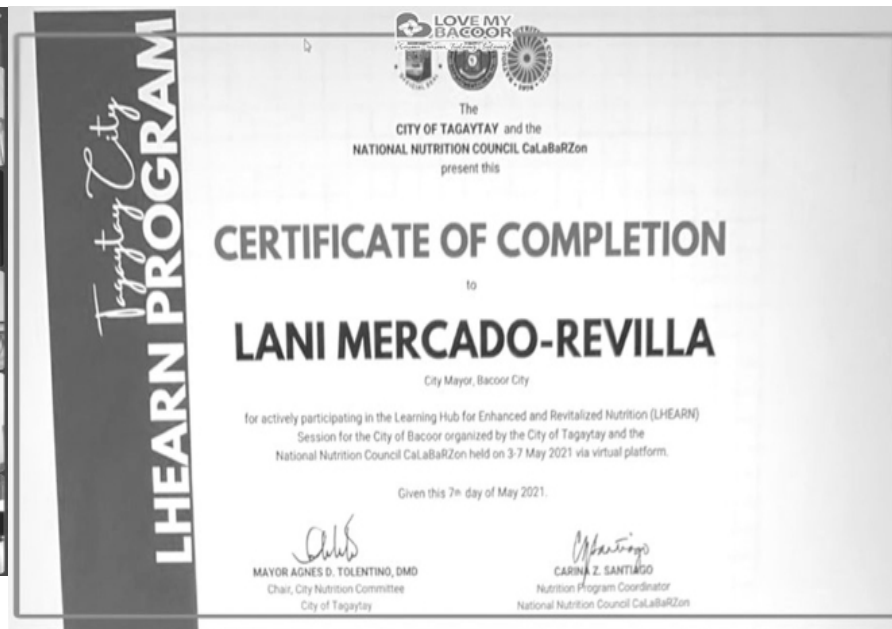 LOVE MY
BACOOR
Tagaytay City
LHEARN PROGRAM
The
CITY OF TAGAYTAY and the
NATIONAL NUTRITION COUNCIL CaLaBaRZon
present this
CERTIFICATE OF COMPLETION
to
LANI MERCADO-REVILLA
City Mayor, Bacoor City
for actively participating in the Learning Hub for Enhanced and Revitalized Nutrition (LHEARN)
Session for the City of Bacoor organized by the City of Tagaytay and the
National Nutrition Council CaLaBaRZon held on 3-7 May 2021 via virtual platform.
Given this 7th day of May 2021.
MAYOR AGNES D. TOLENTINO, DMD
Chair, City Nutrition Committee
City of Tagaytay
CARINA Z. SANTIAGO
Nutrition Program Coordinator
National Nutrition Council CaLaBaRZon